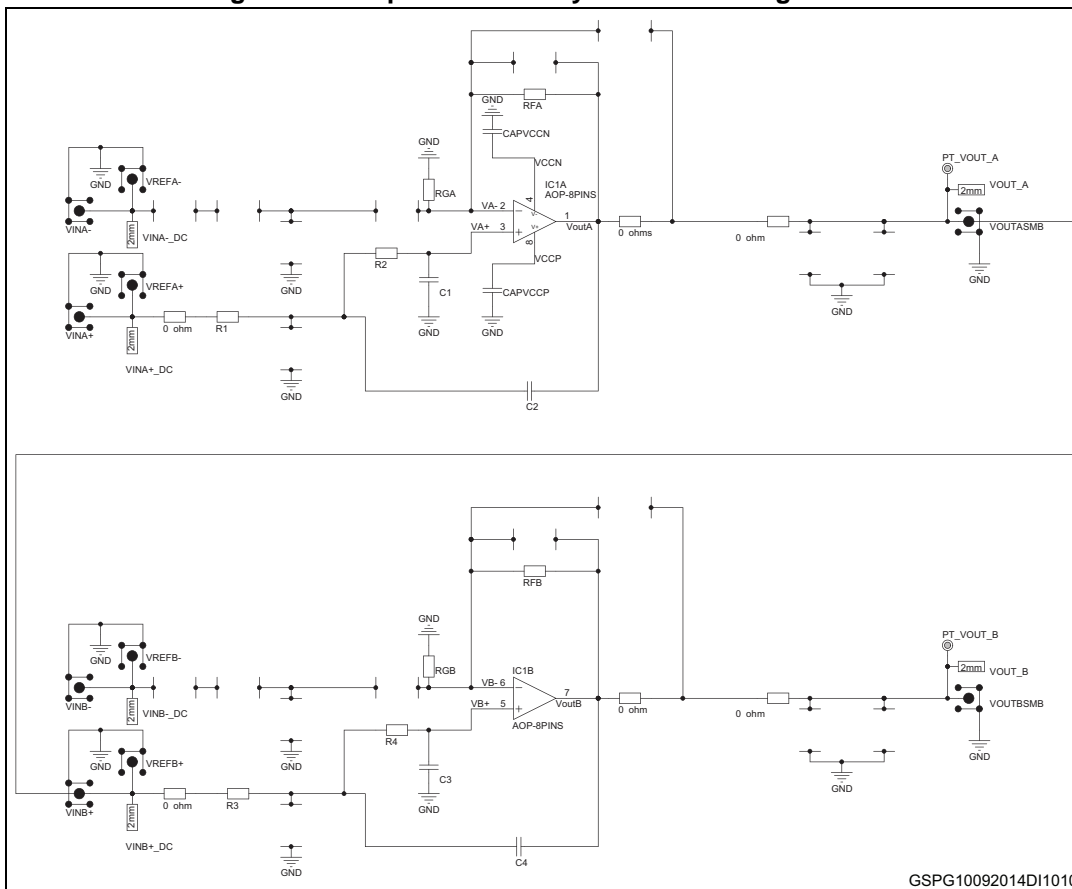 GND
RFA
GND
CAPVCCN
GND
VCCN
PT_VOUT_A
GND
VREFA-
RGA
IC1A
AOP-8PINS
2mm
VOUT_A
VA- 2
4
V-
1
VINA-
2mm
VINA-_DC
VA+ 3
V+
VoutA
0 ohms
0 ohm
VOUTASMB
8
R2
VCCP
GND
VREFA+
GND
C1
CAPVCCP
GND
GND
VINA+
0 ohm
R1
GND
GND
2mm
VINA+_DC
GND
C2
RFB
GND
PT_VOUT_B
GND
VREFB-
RGB
IC1B
2mm
VOUT_B
VB- 6
7
VINB-
2mm
VINB-_DC
VB+ 5
VoutB
0 ohm
0 ohm
VOUTBSMB
AOP-8PINS
R4
GND
VREFB+
GND
C3
GND
GND
GND
VINB+
0 ohm
R3
2mm
VINB+_DC
GND
C4
GSPG10092014DI1010